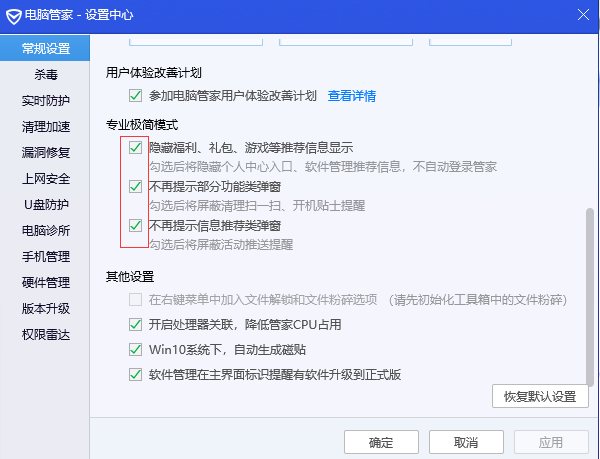 电脑管家 - 设置中心
常规设置
杀毒
实时防护
清理加速
漏洞修复
上网安全
U盘防护
电脑诊所
手机管理
硬件管理
版本升级
权限雷达
用户体验改善计划
参加电脑管家用户体验改善计划 查看详情
专业极简模式
隐藏福利、礼包、游戏等推荐信息显示
勾选后将隐藏个人中心入口、软件管理推荐信息，不自动登录管家
不再提示部分功能类弹窗
勾选后将屏蔽清理扫一扫、开机贴士提醒
不再提示信息推荐类弹窗
勾选后将屏蔽活动推送提醒
其他设置
在右键菜单中加入文件解锁和文件粉碎选项 （请先初始化工具箱中的文件粉碎）
开启处理器关联，降低管家CPU占用
Win10系统下，自动生成磁贴
软件管理在主界面标识提醒有软件升级到正式版
恢复默认设置
确定 取消 应用